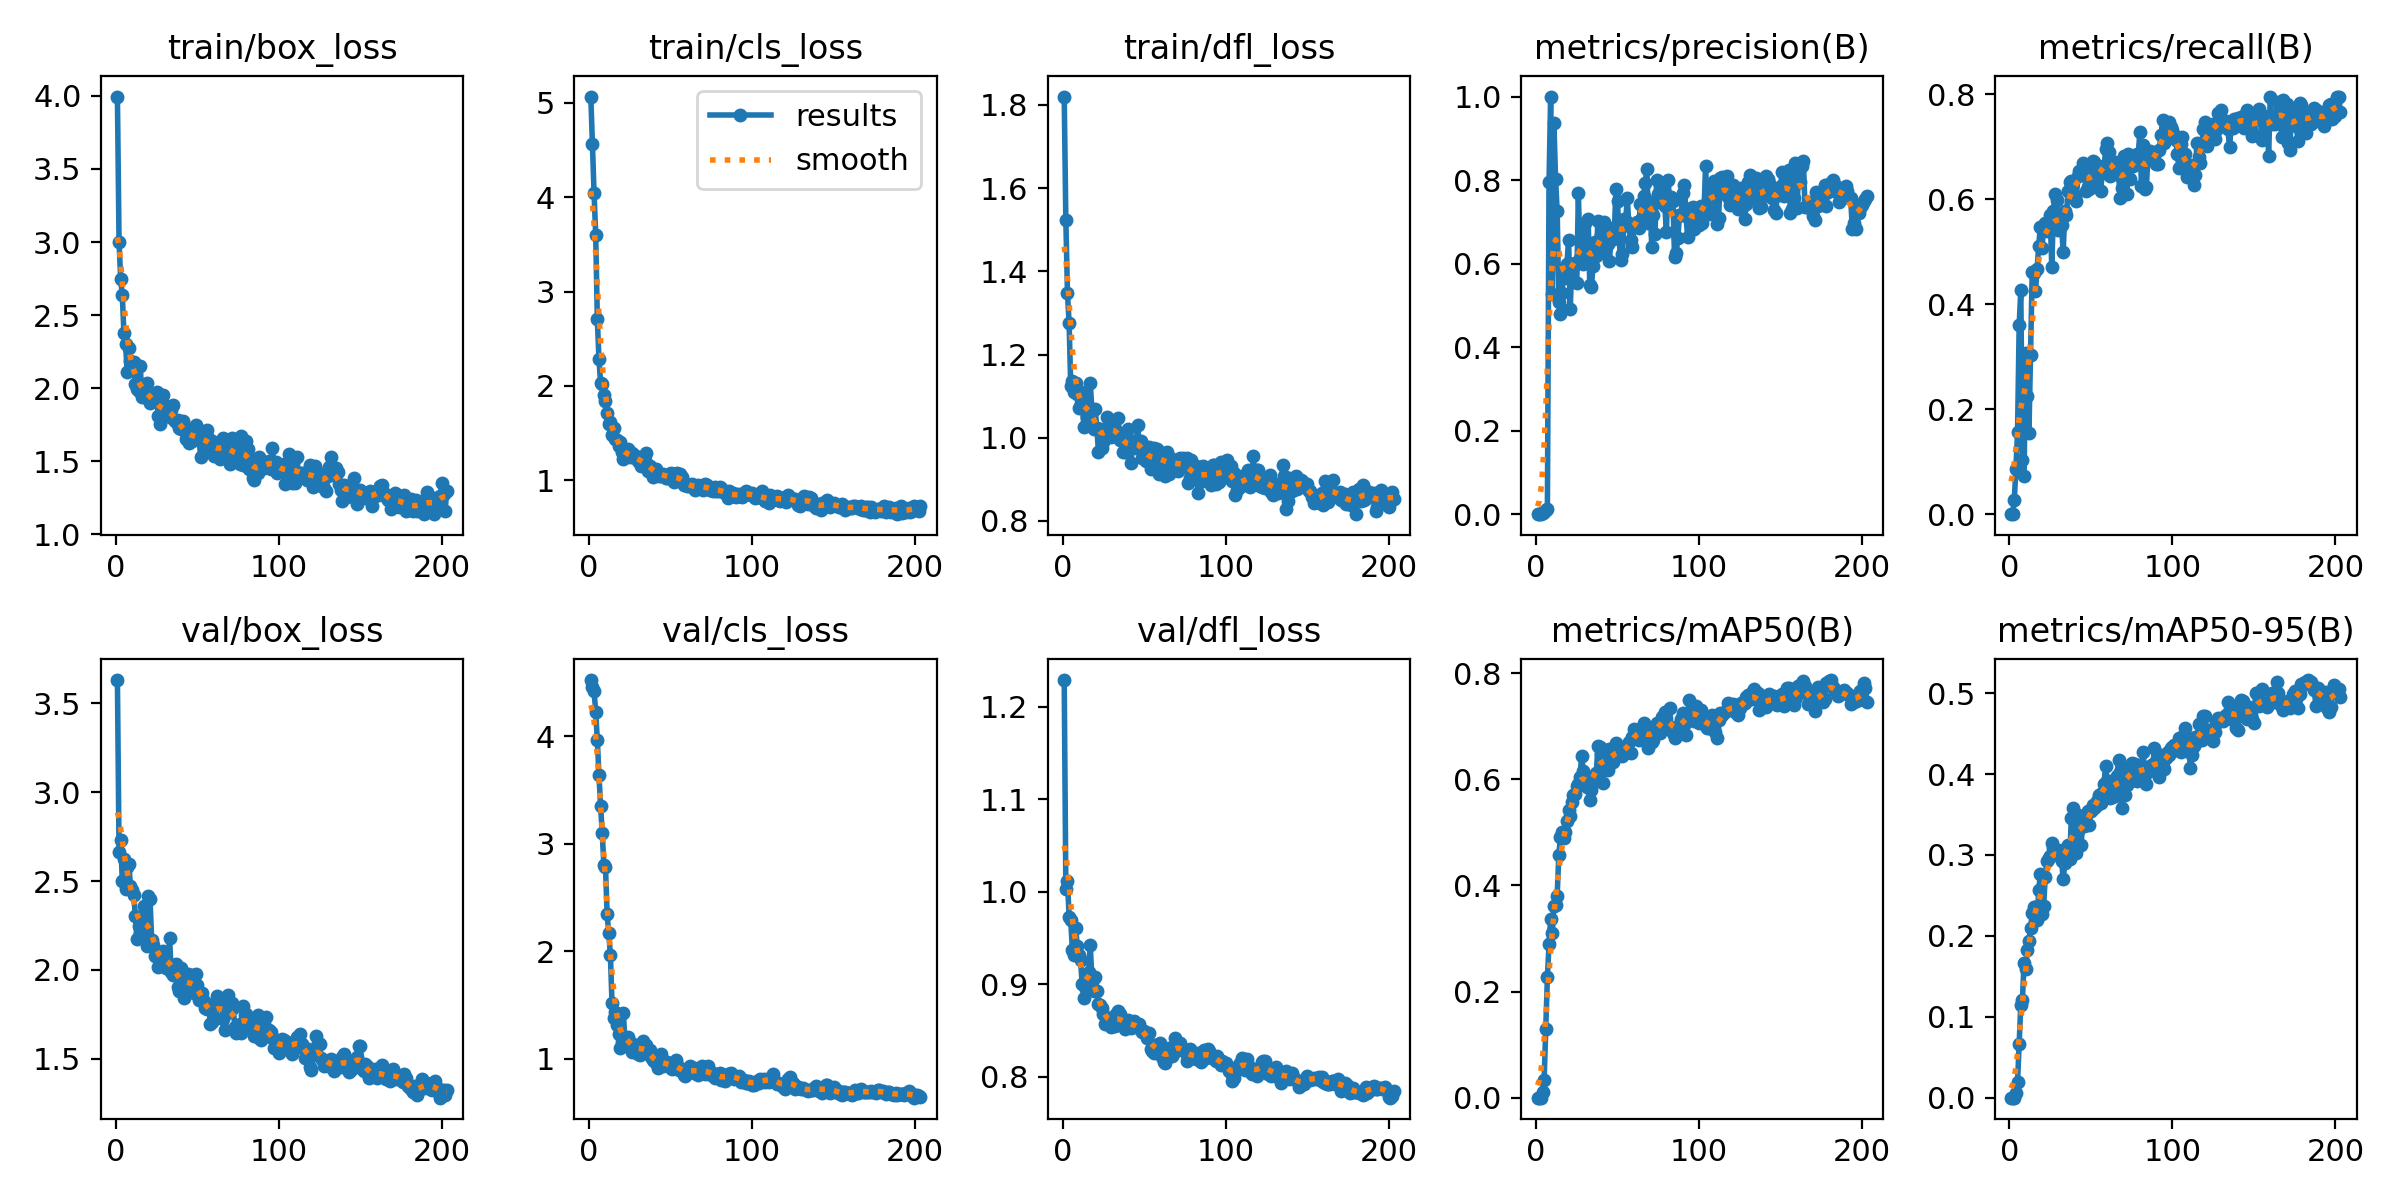 train/box_loss
4.0
3.5
3.0
2.5
2.0
1.5
1.0
0 100 200
train/cls_loss
results
smooth
5
4
3
2
1
0 100 200
train/dfl_loss
1.8
1.6
1.4
1.2
1.0
0.8
0 100 200
metrics/precision(B)
1.0
0.8
0.6
0.4
0.2
0.0
0 100 200
metrics/recall(B)
0.8
0.6
0.4
0.2
0.0
0 100 200
val/box_loss
3.5
3.0
2.5
2.0
1.5
0 100 200
val/cls_loss
4
3
2
1
0 100 200
val/dfl_loss
1.2
1.1
1.0
0.9
0.8
0 100 200
metrics/mAP50(B)
0.8
0.6
0.4
0.2
0.0
0 100 200
metrics/mAP50-95(B)
0.5
0.4
0.3
0.2
0.1
0.0
0 100 200